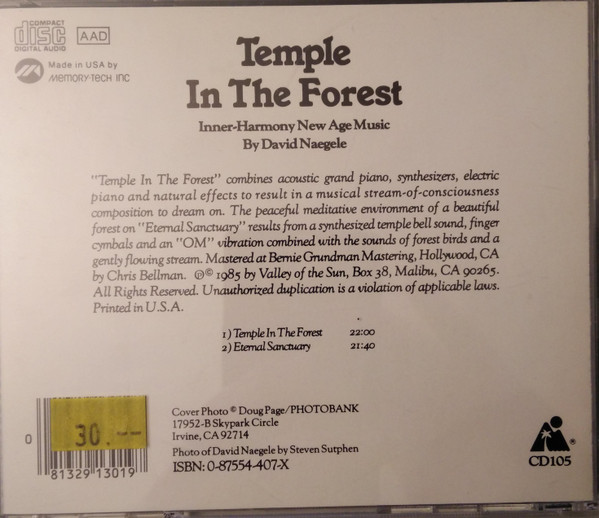 COMPACT
disc
DIGITAL AUDIO
AAD
Made in USA by
MEMORY-TECH INC
Temple
In The Forest
Inner-Harmony New Age Music
By David Naegele
"Temple In The Forest" combines acoustic grand piano, synthesizers, electric
piano and natural effects to result in a musical stream-of-consciousness
composition to dream on. The peaceful meditative environment of a beautiful
forest on "Eternal Sanctuary" results from a synthesized temple bell sound, finger
cymbals and an "OM" vibration combined with the sounds of forest birds and a
gently flowing stream. Mastered at Bernie Grundman Mastering, Hollywood, CA
by Chris Bellman. ℗© 1985 by Valley of the Sun, Box 38, Malibu, CA 90265.
All Rights Reserved. Unauthorized duplication is a violation of applicable laws.
Printed in U.S.A.
1) Temple In The Forest 22:00
2) Eternal Sanctuary 21:40
Cover Photo © Doug Page/PHOTOBANK
17952-B Skypark Circle
Irvine, CA 92714
Photo of David Naegele by Steven Sutphen
ISBN: 0-87554-407-X
30.
0
81329 13019
®
CD105